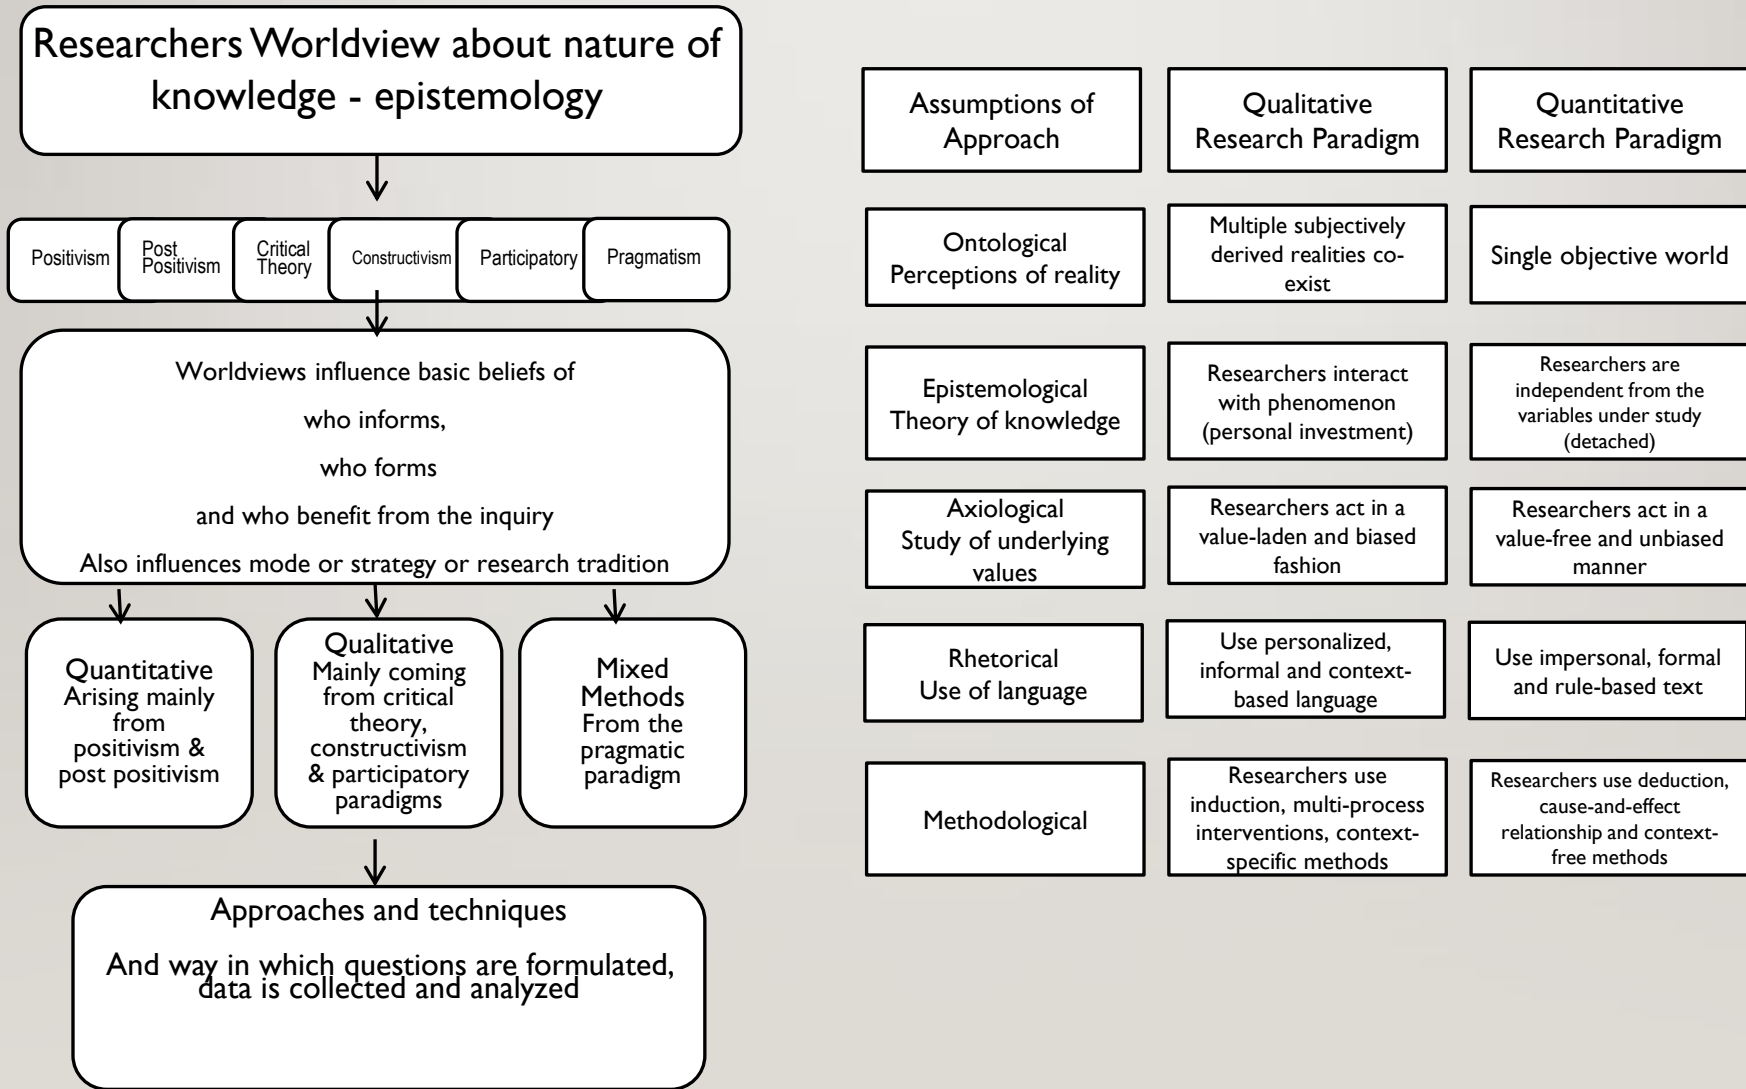 Researchers Worldview about nature of
knowledge - epistemology
Positivism
Post
Positivism
Critical
Theory
Constructivism
Participatory
Pragmatism
Worldviews influence basic beliefs of
who informs,
who forms
and who benefit from the inquiry
Also influences mode or strategy or research tradition
Quantitative
Arising mainly
from
positivism &
post positivism
Qualitative
Mainly coming
from critical
theory,
constructivism
& participatory
paradigms
Mixed
Methods
From the
pragmatic
paradigm
Approaches and techniques
And way in which questions are formulated,
data is collected and analyzed
Assumptions of
Approach
Qualitative
Research Paradigm
Quantitative
Research Paradigm
Ontological
Perceptions of reality
Multiple subjectively
derived realities co-
exist
Single objective world
Epistemological
Theory of knowledge
Researchers interact
with phenomenon
(personal investment)
Researchers are
independent from the
variables under study
(detached)
Axiological
Study of underlying
values
Researchers act in a
value-laden and biased
fashion
Researchers act in a
value-free and unbiased
manner
Rhetorical
Use of language
Use personalized,
informal and context-
based language
Use impersonal, formal
and rule-based text
Methodological
Researchers use
induction, multi-process
interventions, context-
specific methods
Researchers use deduction,
cause-and-effect
relationship and context-
free methods